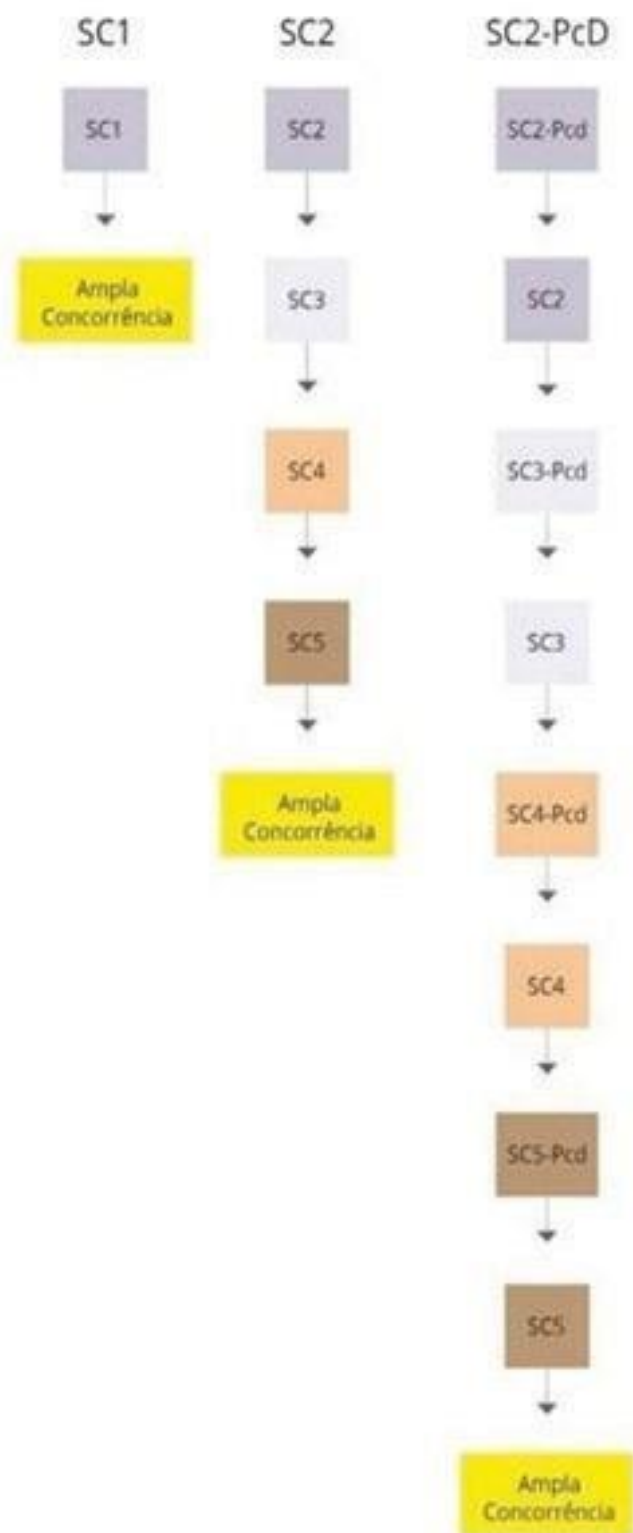 SC1
SC1
Ampla
Concorrência
SC2
SC2
SC3
SC4
SC5
Ampla
Concorrência
SC2-PcD
SC2-Pcd
SC2
SC3-Pcd
SC3
SC4-Pcd
SC4
SC5-Pcd
SC5
Ampla
Concorrência